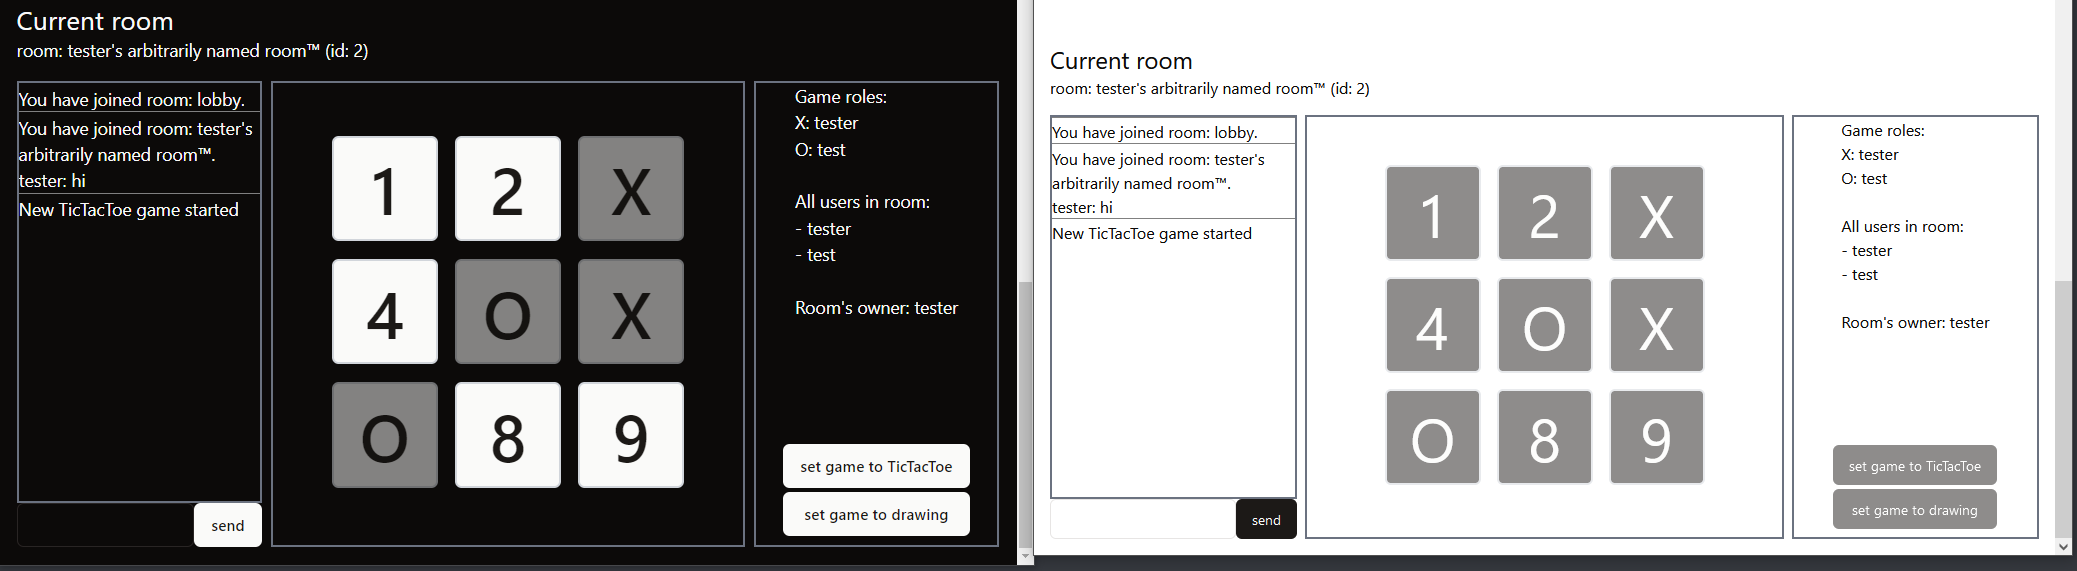 Current room
room: tester's arbitrarily named room™ (id: 2)
You have joined room: lobby.
You have joined room: tester's
arbitrarily named room™.
tester: hi
New TicTacToe game started
send
1 2 X
4 O X
O 8 9
Game roles:
X: tester
O: test
All users in room:
- tester
- test
Room's owner: tester
set game to TicTacToe
set game to drawing
Current room
room: tester's arbitrarily named room™ (id: 2)
You have joined room: lobby.
You have joined room: tester's
arbitrarily named room™.
tester: hi
New TicTacToe game started
send
1 2 X
4 O X
O 8 9
Game roles:
X: tester
O: test
All users in room:
- tester
- test
Room's owner: tester
set game to TicTacToe
set game to drawing